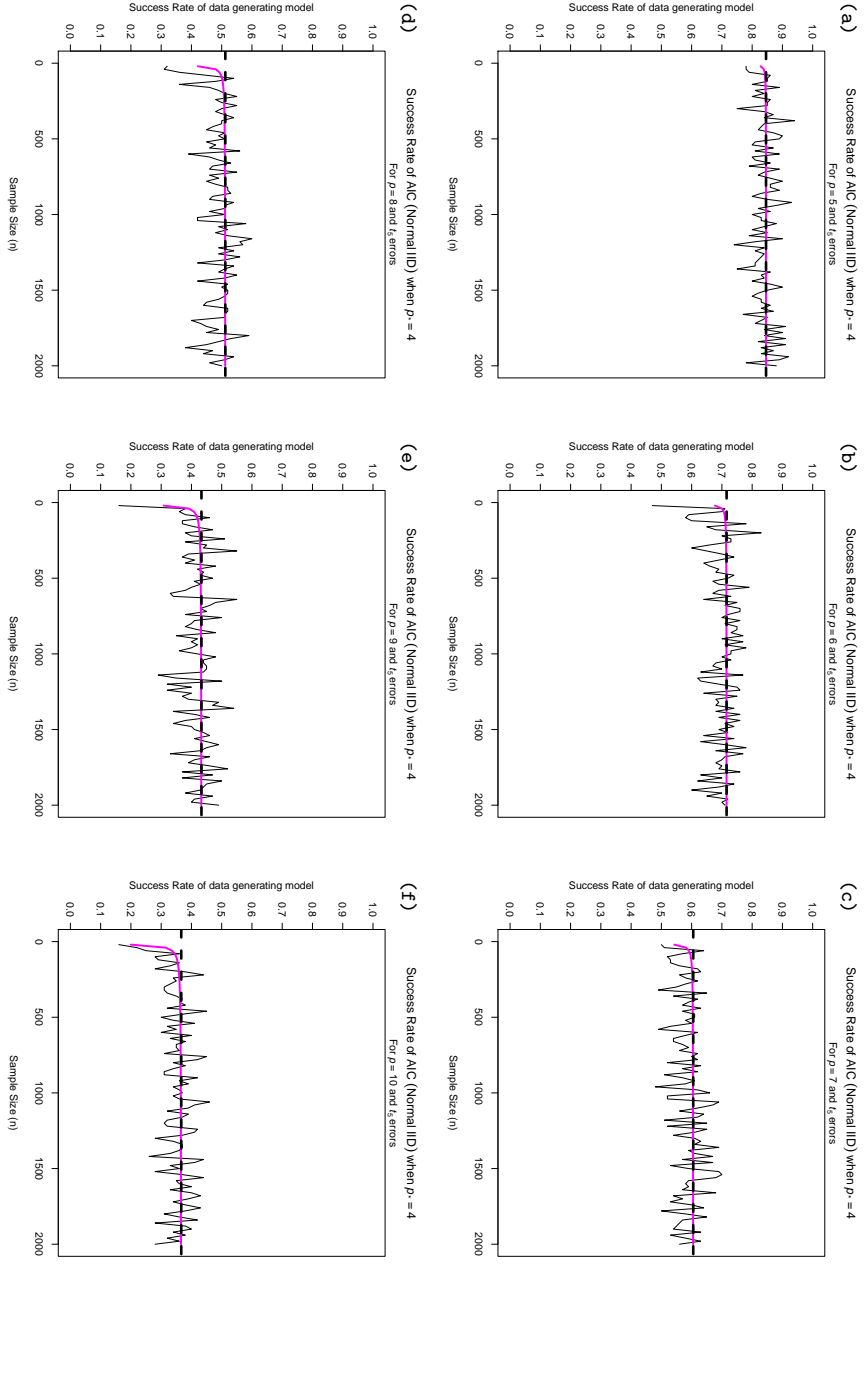 (a)
Success Rate of AIC (Normal IID) when p* = 4
For p = 5 and t5 errors
Success Rate of data generating model
0.0 0.1 0.2 0.3 0.4 0.5 0.6 0.7 0.8 0.9 1.0
0 500 1000 1500 2000
Sample Size (n)
(b)
Success Rate of AIC (Normal IID) when p* = 4
For p = 6 and t5 errors
Success Rate of data generating model
0.0 0.1 0.2 0.3 0.4 0.5 0.6 0.7 0.8 0.9 1.0
0 500 1000 1500 2000
Sample Size (n)
(c)
Success Rate of AIC (Normal IID) when p* = 4
For p = 7 and t5 errors
Success Rate of data generating model
0.0 0.1 0.2 0.3 0.4 0.5 0.6 0.7 0.8 0.9 1.0
0 500 1000 1500 2000
Sample Size (n)
(d)
Success Rate of AIC (Normal IID) when p* = 4
For p = 8 and t5 errors
Success Rate of data generating model
0.0 0.1 0.2 0.3 0.4 0.5 0.6 0.7 0.8 0.9 1.0
0 500 1000 1500 2000
Sample Size (n)
(e)
Success Rate of AIC (Normal IID) when p* = 4
For p = 9 and t5 errors
Success Rate of data generating model
0.0 0.1 0.2 0.3 0.4 0.5 0.6 0.7 0.8 0.9 1.0
0 500 1000 1500 2000
Sample Size (n)
(f)
Success Rate of AIC (Normal IID) when p* = 4
For p = 10 and t5 errors
Success Rate of data generating model
0.0 0.1 0.2 0.3 0.4 0.5 0.6 0.7 0.8 0.9 1.0
0 500 1000 1500 2000
Sample Size (n)